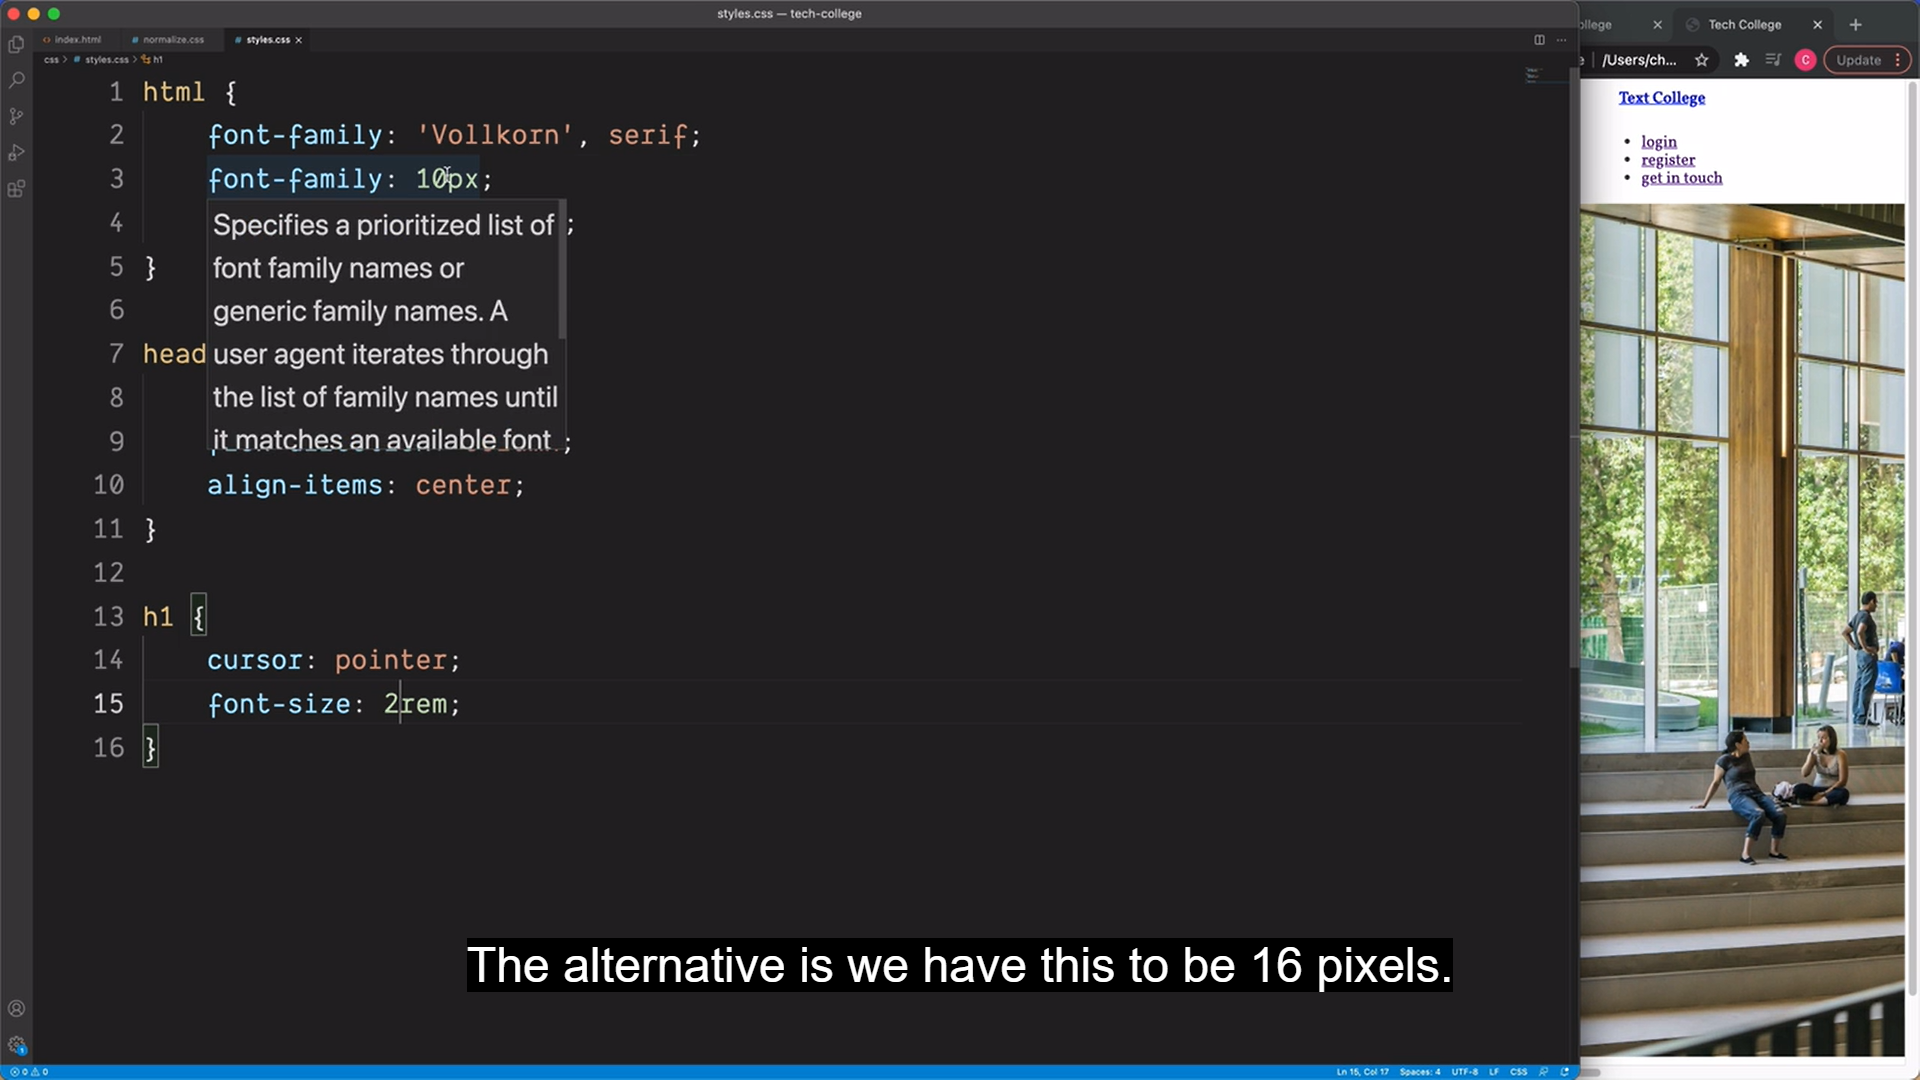 styles.css — tech-college
index.html
normalize.css
styles.css
css > # styles.css > h1
1 html {
2 font-family: 'Vollkorn', serif;
3 font-family: 10px;
4 ;
5 }
6
7 head
8
9 ;
10 align-items: center;
11 }
12
13 h1 {
14 cursor: pointer;
15 font-size: 2rem;
16 }
Specifies a prioritized list of
font family names or
generic family names. A
user agent iterates through
the list of family names until
it matches an available font
The alternative is we have this to be 16 pixels.
0 0
Ln 15, Col 17 Spaces: 4 UTF-8 LF CSS
llege
Tech College
/Users/ch...
C
Update
Text College
• login
• register
• get in touch